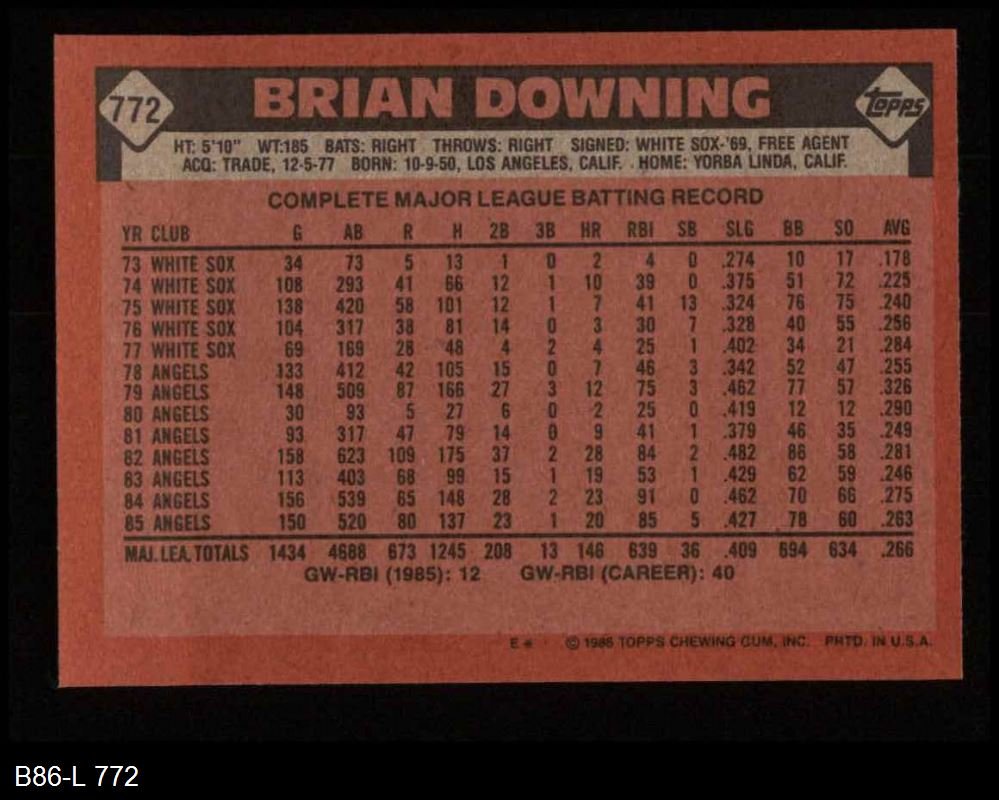 772 BRIAN DOWNING Topps
HT: 5'10" WT:185 BATS: RIGHT THROWS: RIGHT SIGNED: WHITE SOX-'69, FREE AGENT
ACQ: TRADE, 12-5-77 BORN: 10-9-50, LOS ANGELES, CALIF. . HOME: YORBA LINDA, CALIF.
COMPLETE MAJOR LEAGUE BATTING RECORD
YR CLUB G AB R H 2B 3B HR RBI SB SLG BB SO AVG
73 WHITE SOX 34 73 5 13 1 0 2 4 0 .274 10 17 .178
74 WHITE SOX 108 293 41 66 12 1 10 39 0 .375 51 72 .225
75 WHITE SOX 138 420 58 101 12 1 7 41 13 .324 76 75 .240
76 WHITE SOX 104 317 38 81 14 0 3 30 7 .328 40 55 .256
77 WHITE SOX 69 169 28 48 4 2 4 25 1 .402 34 21 .284
78 ANGELS 133 412 42 105 15 0 7 46 3 .342 52 47 .255
79 ANGELS 148 509 87 166 27 3 12 75 3 .462 77 57 .326
80 ANGELS 30 93 5 27 6 0 2 25 0 .419 12 12 .290
81 ANGELS 93 317 47 79 14 0 9 41 1 .379 46 35 .249
82 ANGELS 158 623 109 175 37 2 28 84 2 .482 86 58 .281
83 ANGELS 113 403 68 99 15 1 19 53 1 .429 62 59 .246
84 ANGELS 156 539 65 148 28 2 23 91 0 .462 70 66 .275
85 ANGELS 150 520 80 137 23 1 20 85 5 .427 78 60 .263
MAJ. LEA. TOTALS 1434 4688 673 1245 208 13 146 639 36 .409 694 634 .266
GW-RBI (1985): 12 GW-RBI (CAREER): 40
E* © 1986 TOPPS CHEWING GUM, INC. PRTD. IN U.S.A.
B86-L 772